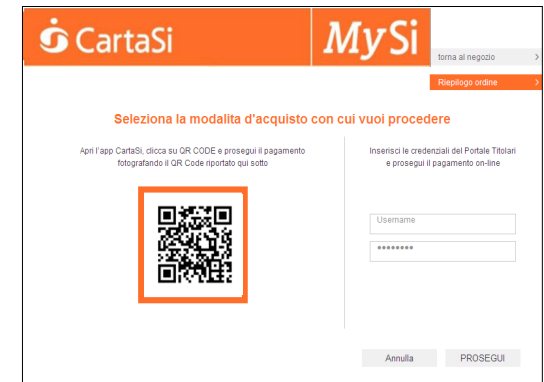 CartaSi
MySi
torna al negozio
Riepilogo ordine
Seleziona la modalita d'acquisto con cui vuoi procedere
Apri l'app CartaSi, clicca su QR CODE e prosegui il pagamento
fotografando il QR Code riportato qui sotto
Inserisci le credenziali del Portale Titolari
e prosegui il pagamento on-line
Username
********
Annulla
PROSEGUI